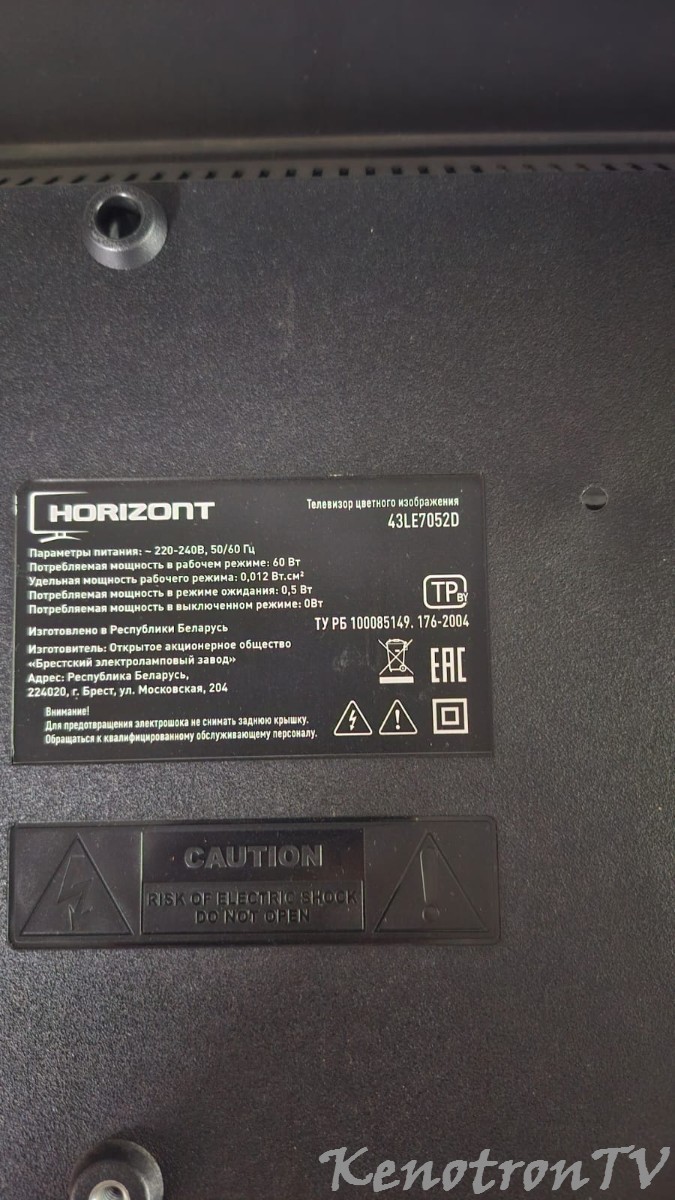 HORIZONT
Телевизор цветного изображения
43LE7052D
Параметры питания: ~ 220-240В, 50/60 Гц
Потребляемая мощность в рабочем режиме: 60 Вт
Удельная мощность рабочего режима: 0,012 Вт.см²
Потребляемая мощность в режиме ожидания: 0,5 Вт
Потребляемая мощность в выключенном режиме: 0Вт
TP BY
Изготовлено в Республики Беларусь
ТУ РБ 100085149. 176-2004
Изготовитель: Открытое акционерное общество
«Брестский электроламповый завод»
Адрес: Республика Беларусь,
224020, г. Брест, ул. Московская, 204
EAC
Внимание!
Для предотвращения электрошока не снимать заднюю крышку.
Обращаться к квалифицированному обслуживающему персоналу.
CAUTION
RISK OF ELECTRIC SHOCK
DO NOT OPEN
KenotronTV